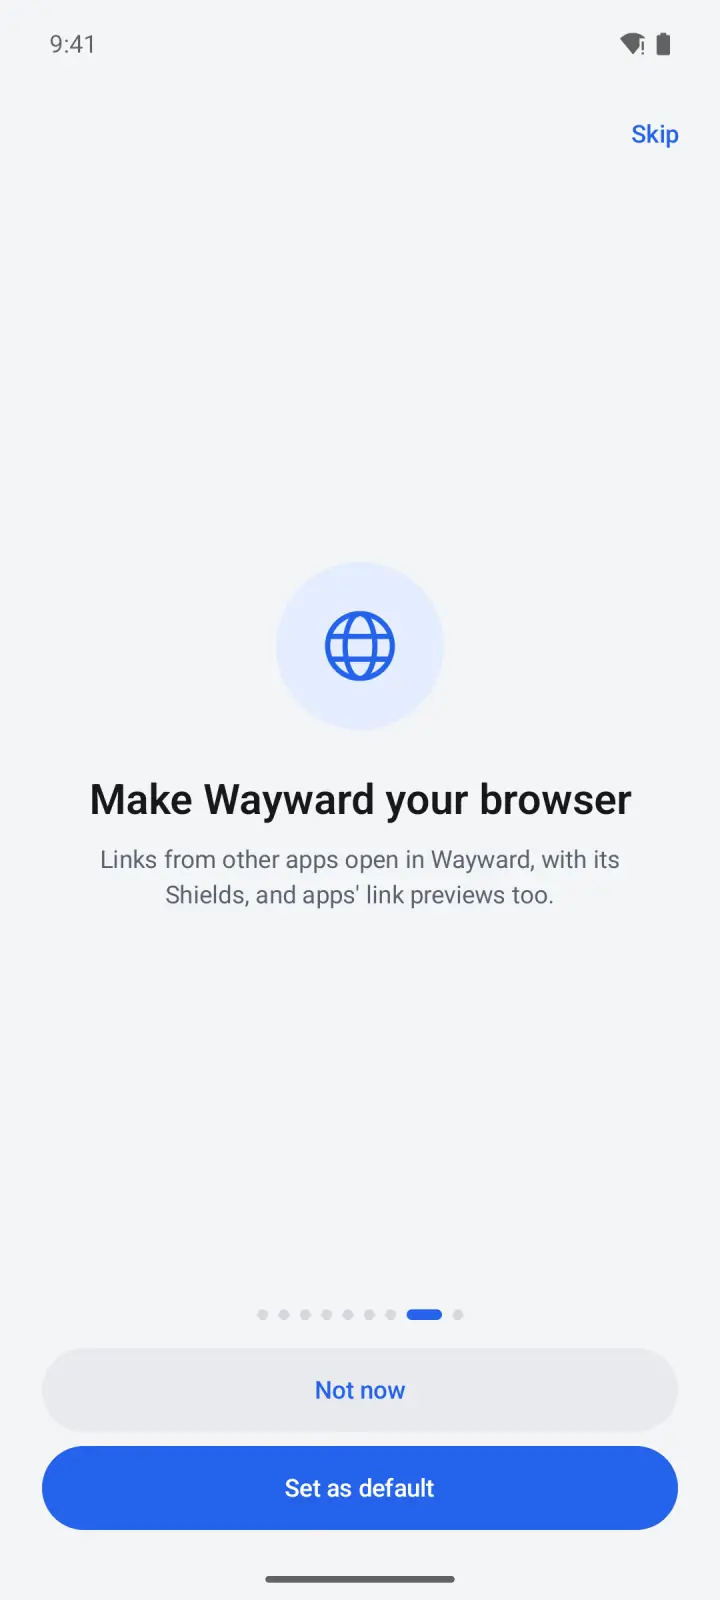 9:41
Skip
Make Wayward your browser
Links from other apps open in Wayward, with its
Shields, and apps' link previews too.
Not now
Set as default